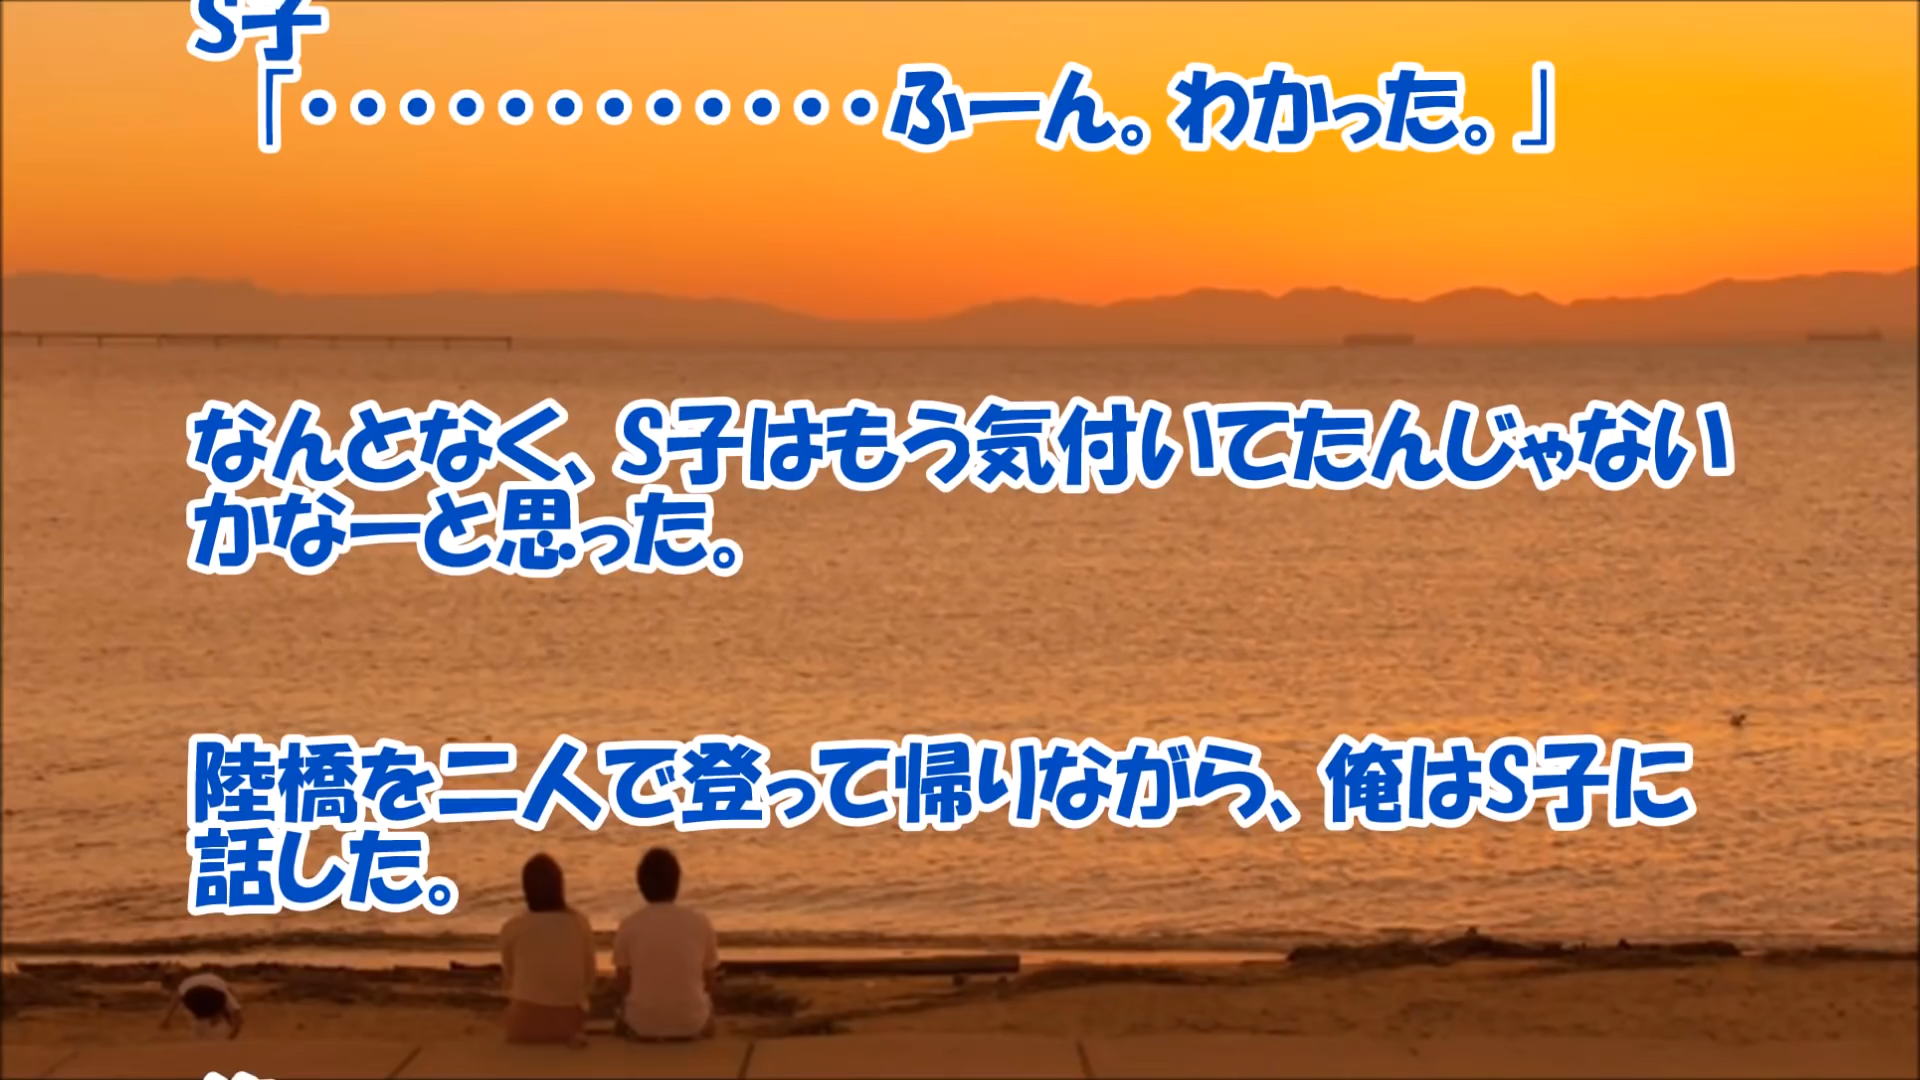 S子
「・・・・・・・・・・・・ふーん。わかった。」
なんとなく、S子はもう気付いてたんじゃない
かなーと思った。
陸橋を二人で登って帰りながら、俺はS子に
話した。